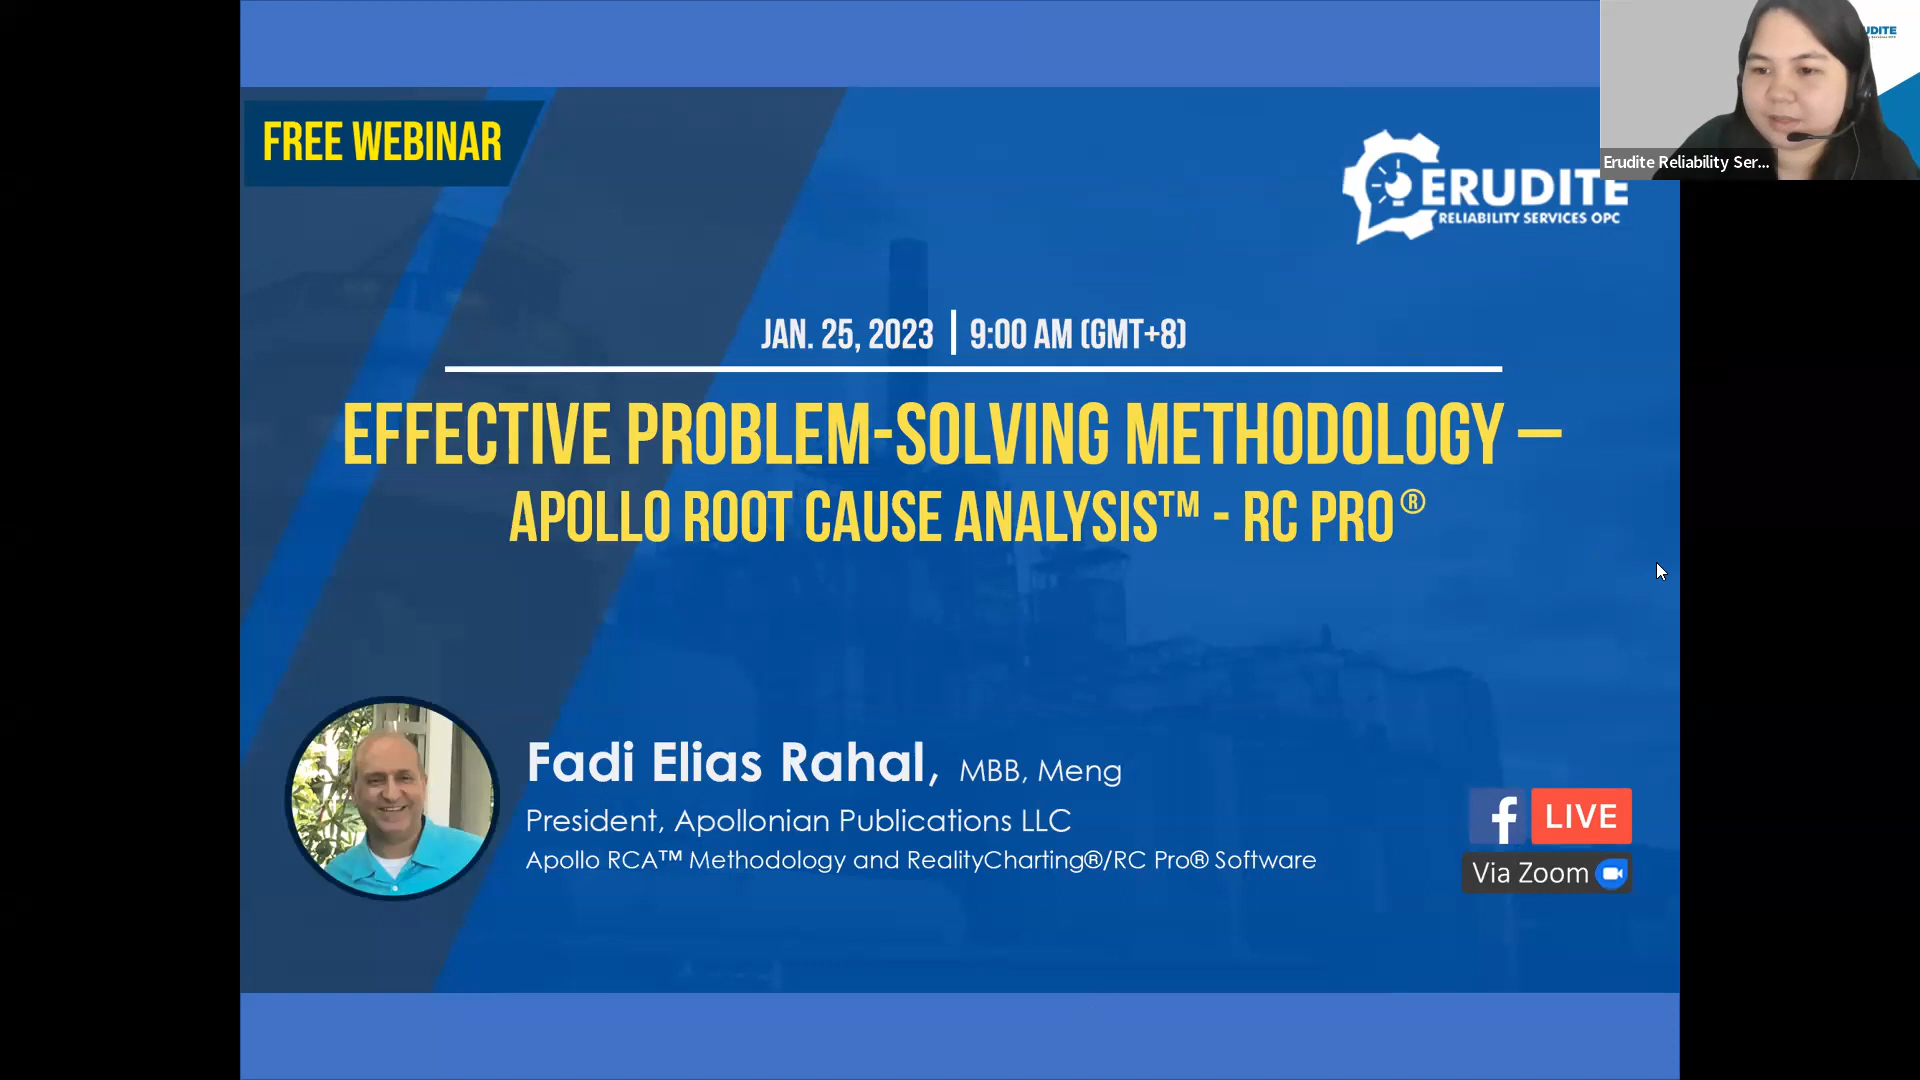 FREE WEBINAR
UDITE
Erudite Reliability Ser...
ERUDITE
RELIABILITY SERVICES OPC
JAN. 25, 2023 | 9:00 AM (GMT+8)
EFFECTIVE PROBLEM-SOLVING METHODOLOGY –
APOLLO ROOT CAUSE ANALYSIS™ - RC PRO®
Fadi Elias Rahal, MBB, Meng
President, Apollonian Publications LLC
Apollo RCA™ Methodology and RealityCharting®/RC Pro® Software
f LIVE
Via Zoom